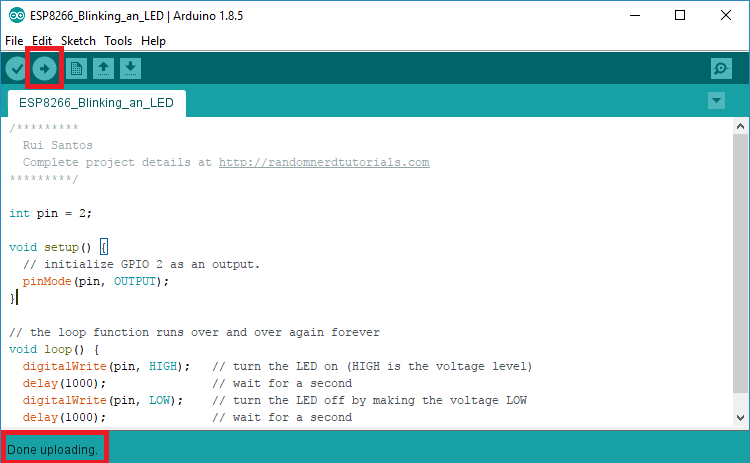 ESP8266_Blinking_an_LED | Arduino 1.8.5
File Edit Sketch Tools Help
ESP8266_Blinking_an_LED
/*********
  Rui Santos
  Complete project details at http://randomnerdtutorials.com
*********/
int pin = 2;
void setup() {
  // initialize GPIO 2 as an output.
  pinMode(pin, OUTPUT);
}
// the loop function runs over and over again forever
void loop() {
  digitalWrite(pin, HIGH);   // turn the LED on (HIGH is the voltage level)
  delay(1000);               // wait for a second
  digitalWrite(pin, LOW);    // turn the LED off by making the voltage LOW
  delay(1000);               // wait for a second
Done uploading.